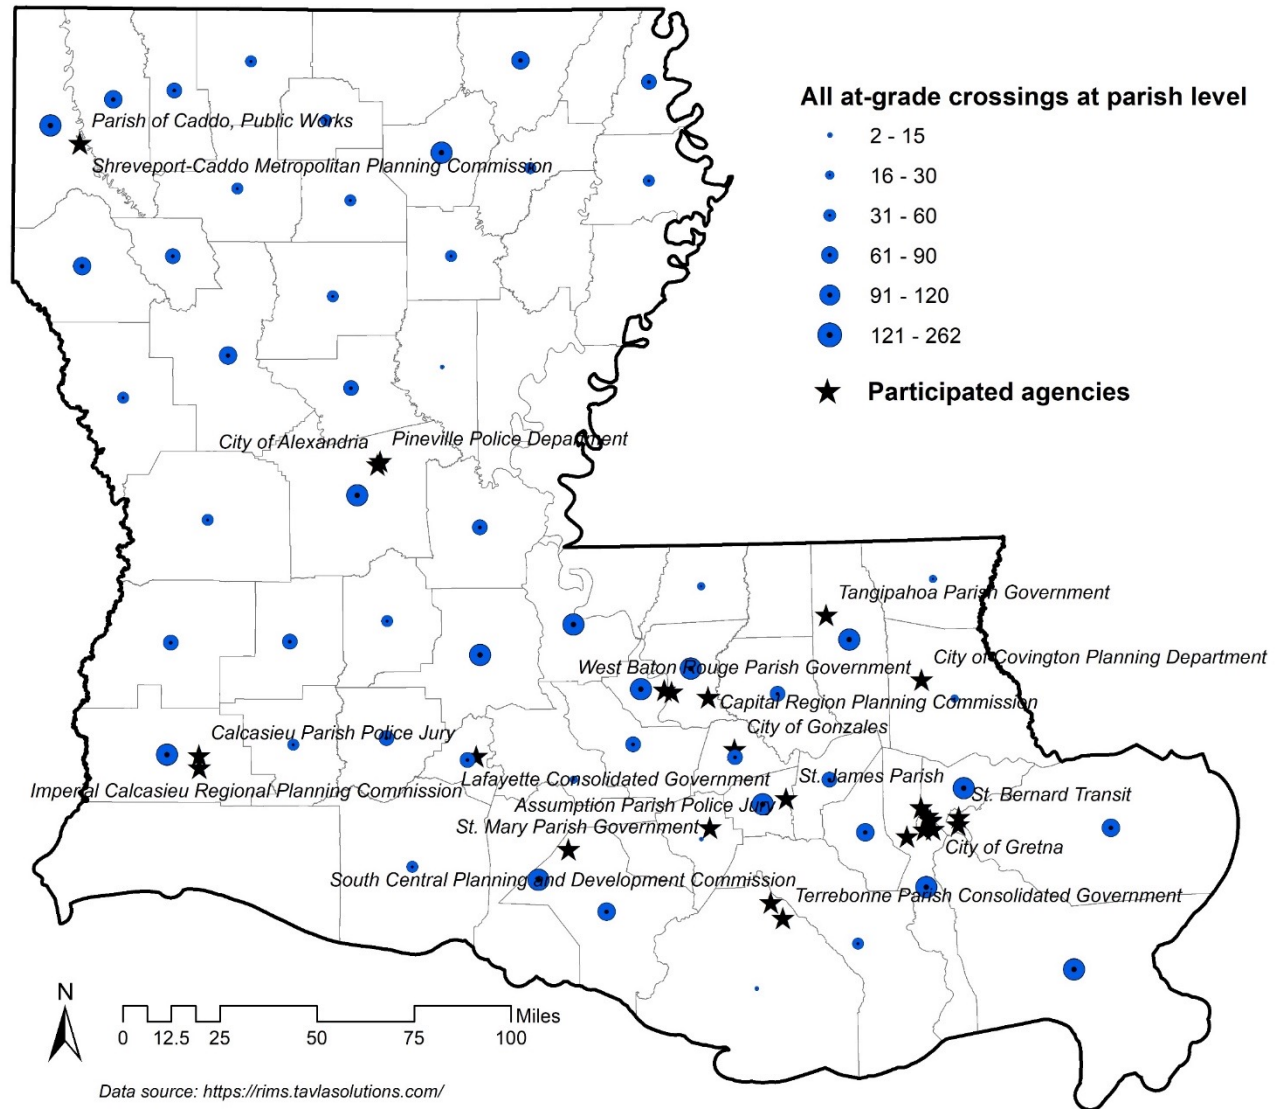 All at-grade crossings at parish level
2 - 15
16 - 30
31 - 60
61 - 90
91 - 120
121 - 262
Participated agencies
Parish of Caddo, Public Works
Shreveport-Caddo Metropolitan Planning Commission
City of Alexandria
Pineville Police Department
Tangipahoa Parish Government
West Baton Rouge Parish Government
City of Covington Planning Department
Capital Region Planning Commission
City of Gonzales
Calcasieu Parish Police Jury
Lafayette Consolidated Government
St. James Parish
Imperial Calcasieu Regional Planning Commission
Assumption Parish Police Jury
St. Bernard Transit
St. Mary Parish Government
City of Gretna
South Central Planning and Development Commission
Terrebonne Parish Consolidated Government
N
Miles
0 12.5 25 50 75 100
Data source: https://rims.tavlasolutions.com/